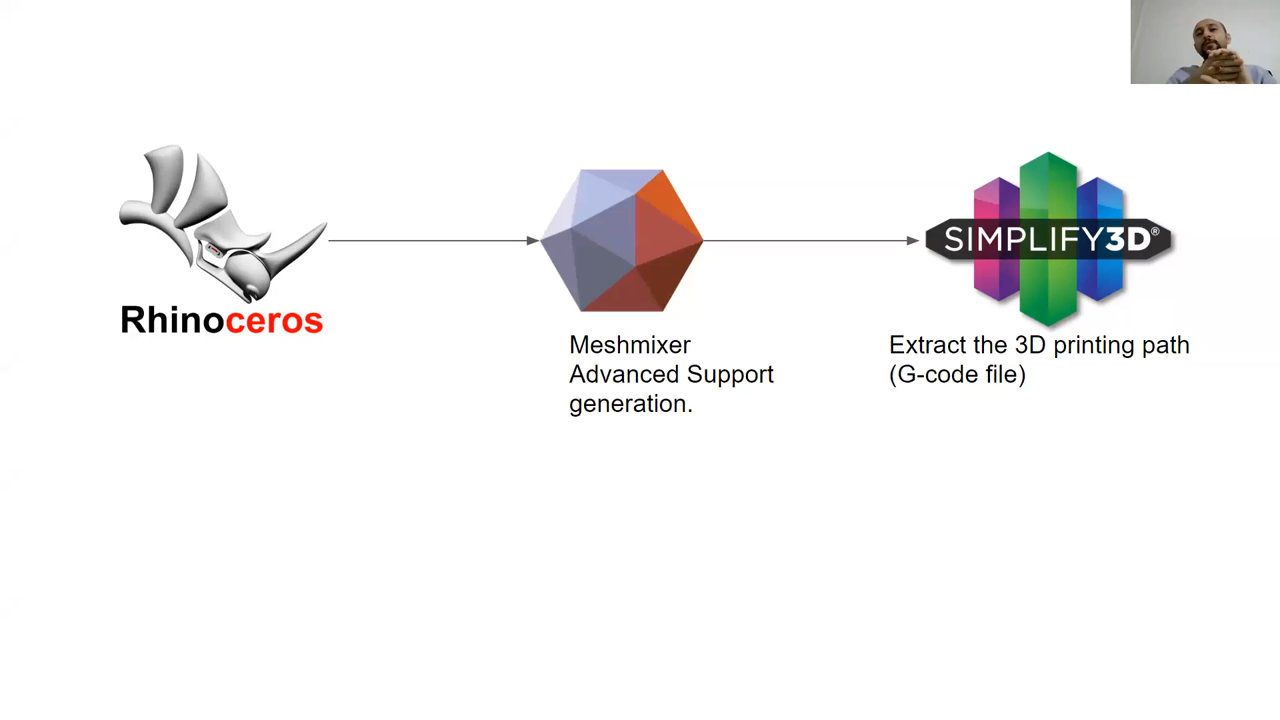 Rhinoceros
SIMPLIFY3D®
Meshmixer
Advanced Support
generation.
Extract the 3D printing path
(G-code file)